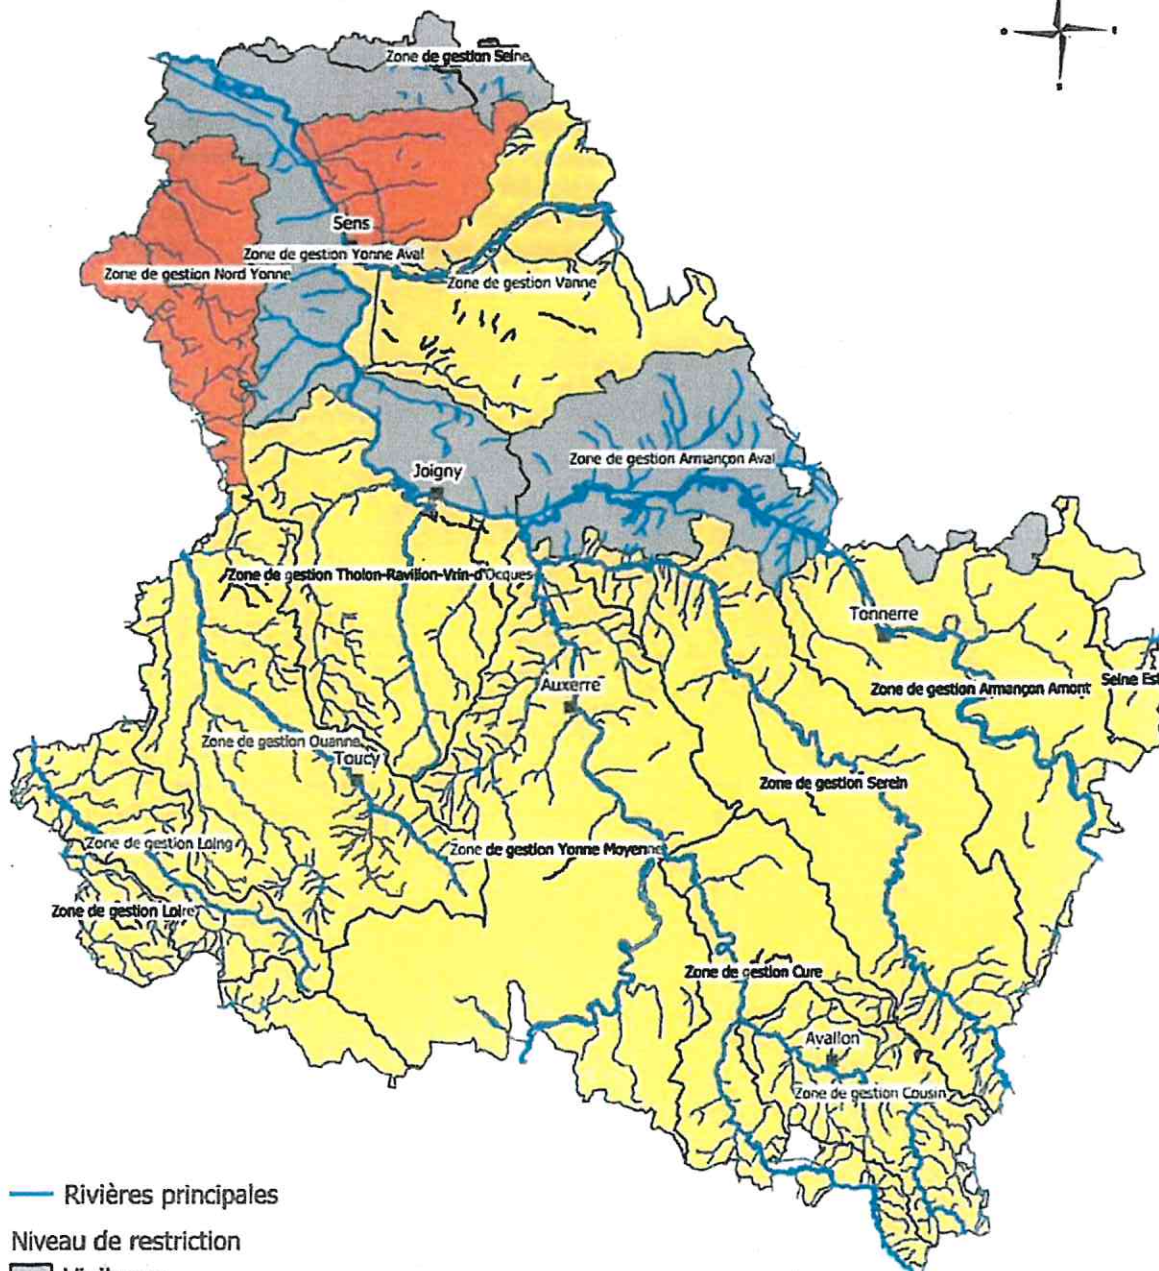 Zone de gestion Seine
Sens
Zone de gestion Yonne Aval
Zone de gestion Nord Yonne
Zone de gestion Vanne
Zone de gestion Armançon Aval
Joigny
Zone de gestion Tholon-Ravillon-Vrin-d'Ocques
Tonnerre
Seine Est
Auxerre
Zone de gestion Armançon Amont
Zone de gestion Ouanne
Toucy
Zone de gestion Serein
Zone de gestion Loing
Zone de gestion Yonne Moyenne
Zone de gestion Loire
Zone de gestion Cure
Avallon
Zone de gestion Cousin
Rivières principales
Niveau de restriction